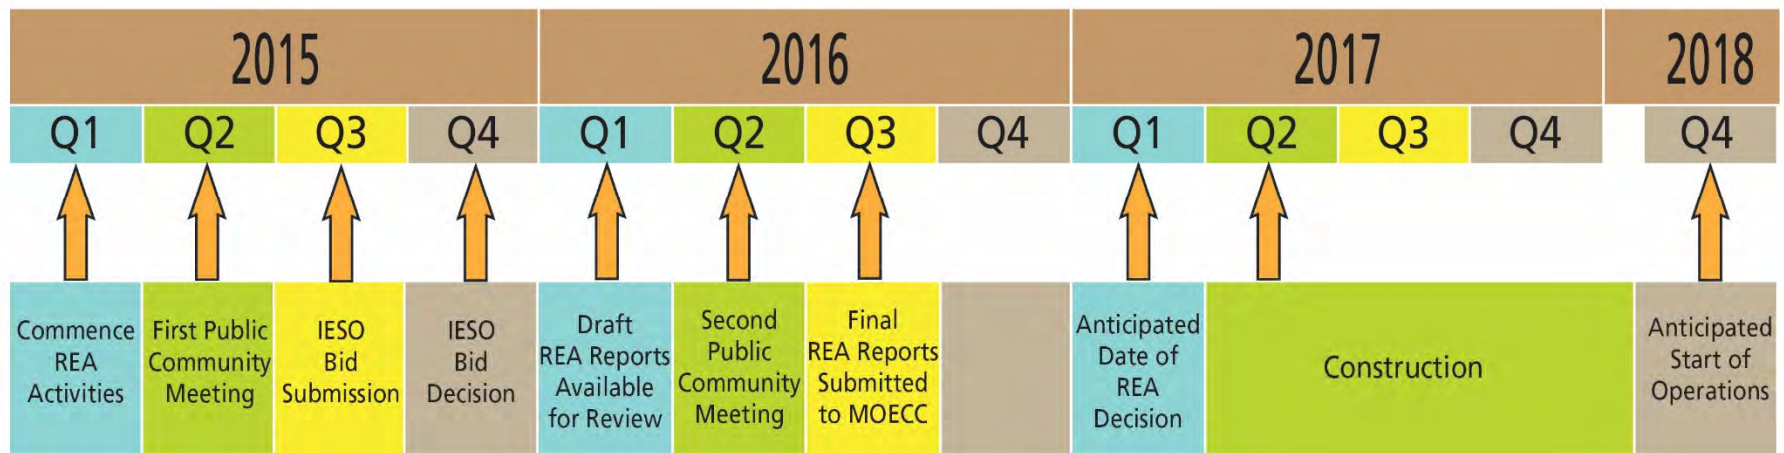 2015 2016 2017 2018
Q1 Q2 Q3 Q4 Q1 Q2 Q3 Q4 Q1 Q2 Q3 Q4 Q4
Commence
REA
Activities
First Public
Community
Meeting
IESO
Bid
Submission
IESO
Bid
Decision
Draft
REA Reports
Available
for Review
Second
Public
Community
Meeting
Final
REA Reports
Submitted
to MOECC
Anticipated
Date of
REA
Decision
Construction
Anticipated
Start of
Operations